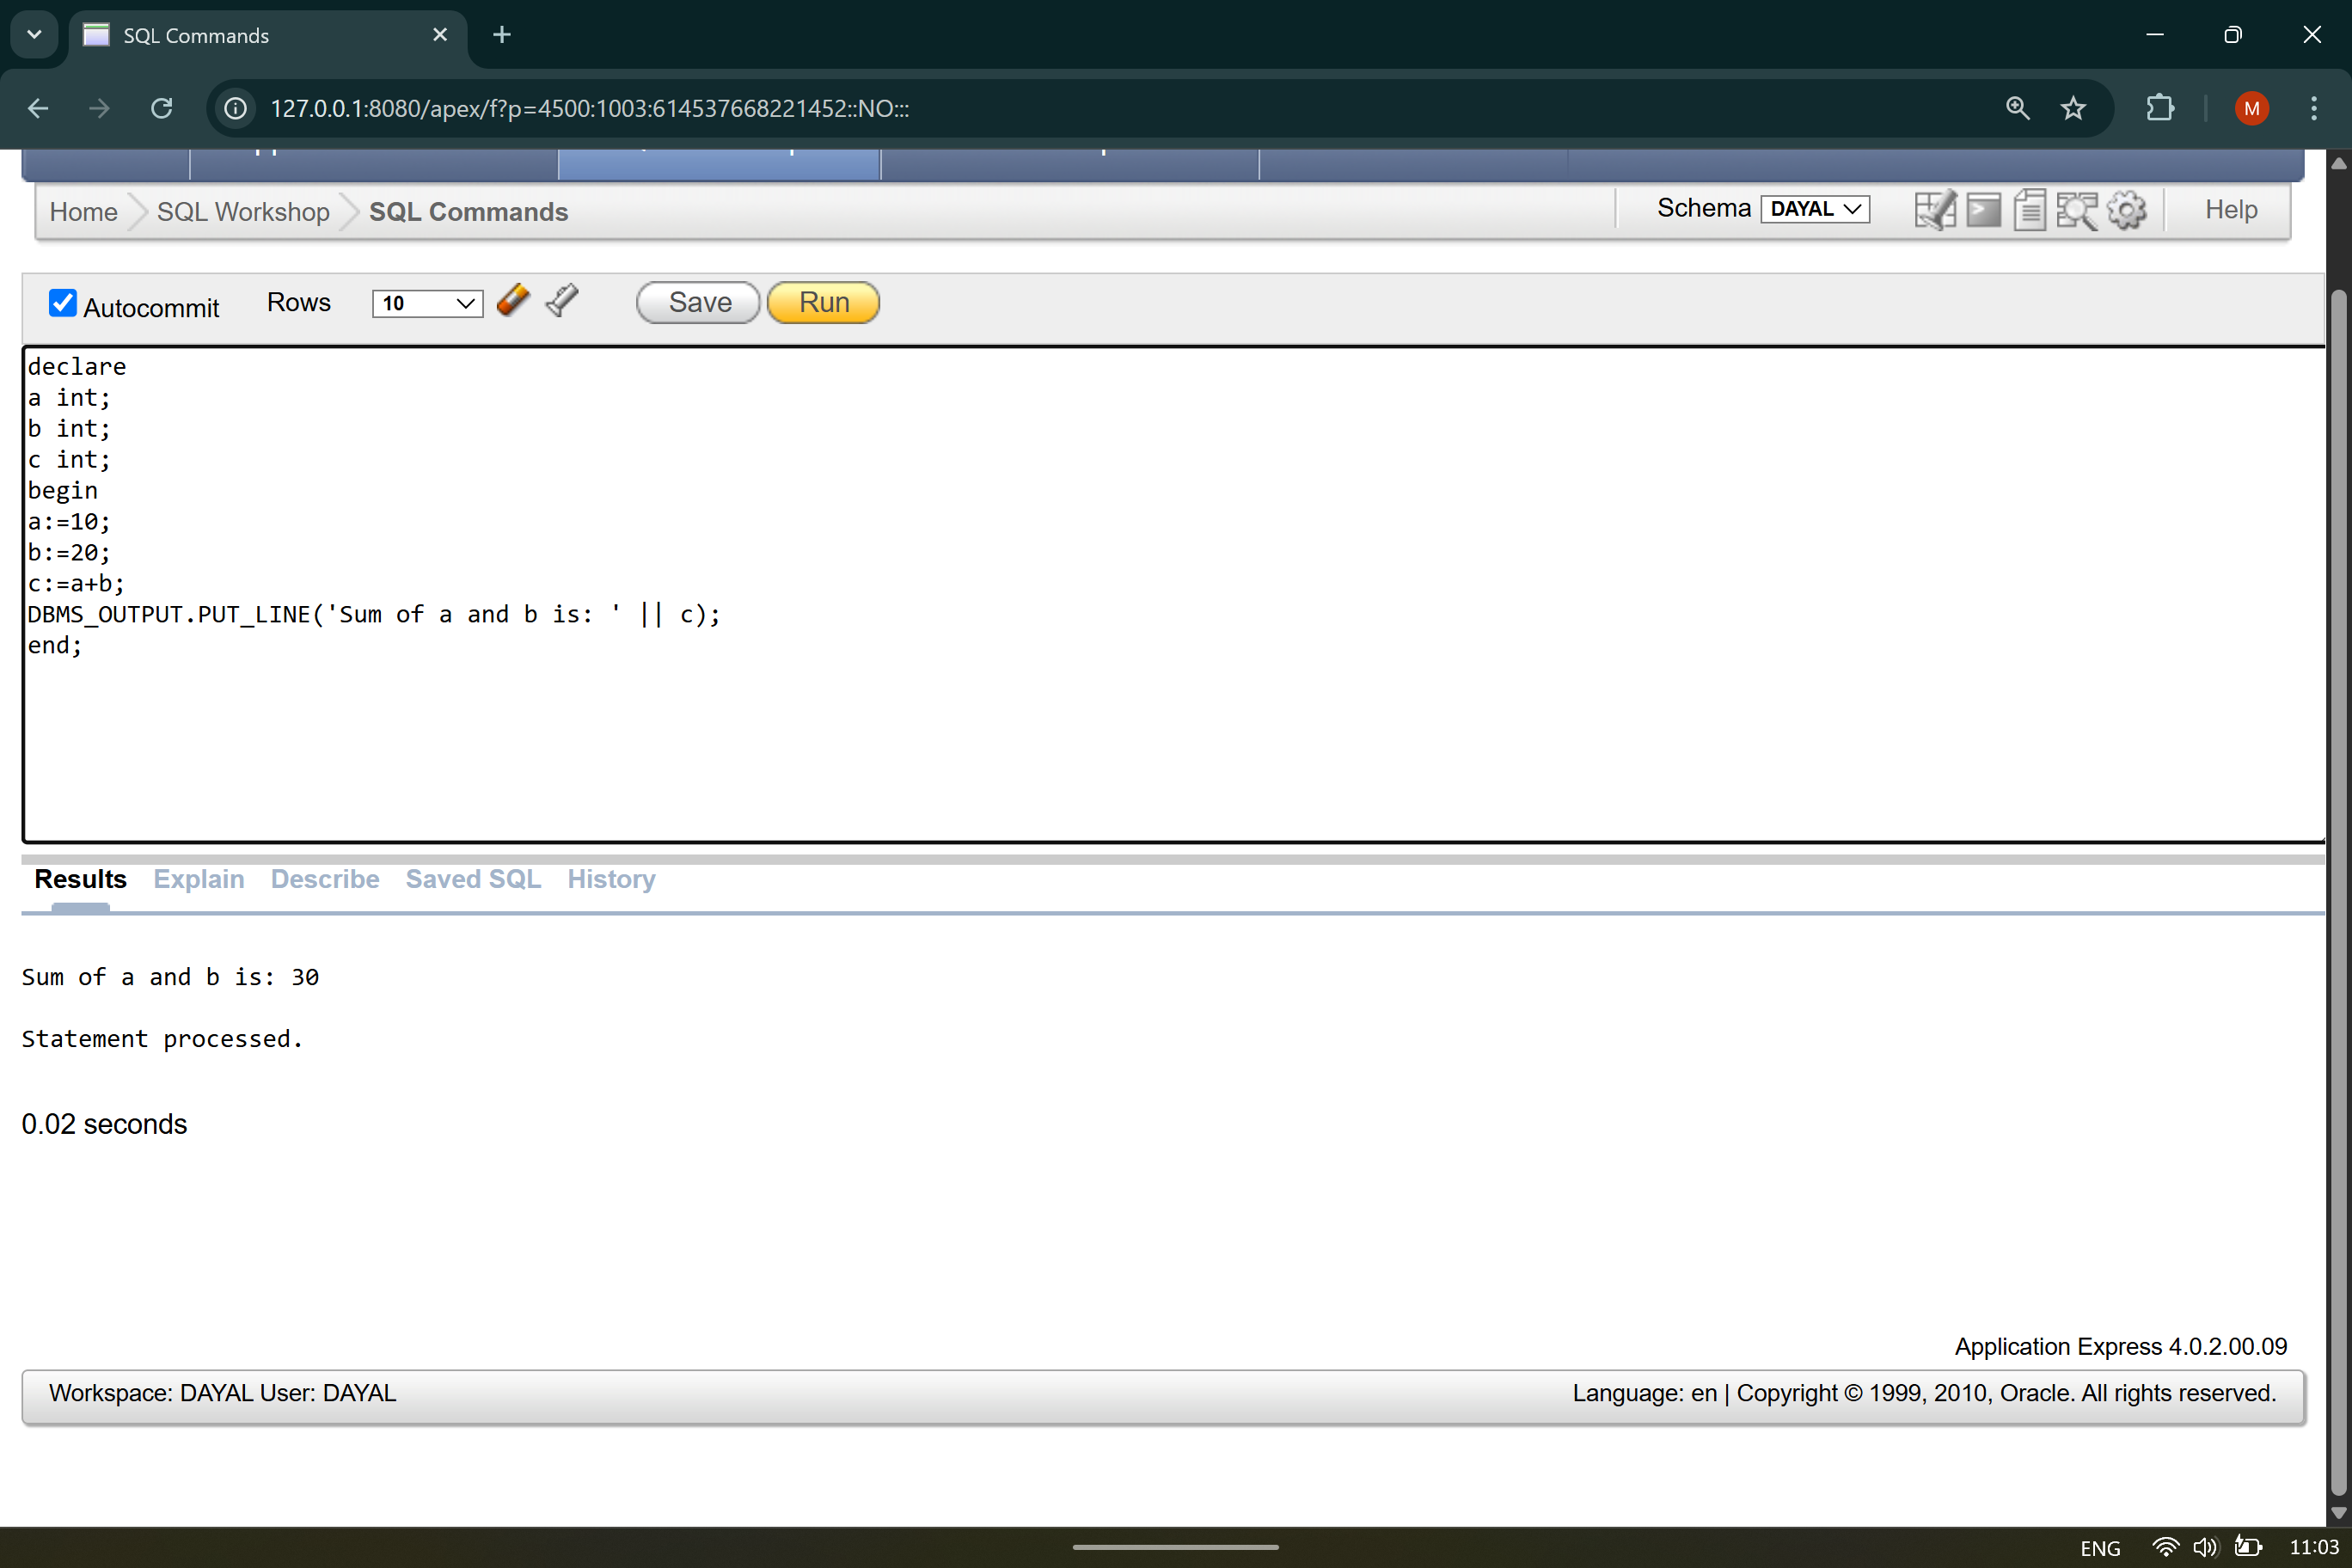 SQL Commands
127.0.0.1:8080/apex/f?p=4500:1003:614537668221452::NO:::
M
Home SQL Workshop SQL Commands Schema DAYAL Help
Autocommit Rows 10 Save Run
declare
a int;
b int;
c int;
begin
a:=10;
b:=20;
c:=a+b;
DBMS_OUTPUT.PUT_LINE('Sum of a and b is: ' || c);
end;
Results Explain Describe Saved SQL History
Sum of a and b is: 30
Statement processed.
0.02 seconds
Application Express 4.0.2.00.09
Workspace: DAYAL User: DAYAL Language: en | Copyright © 1999, 2010, Oracle. All rights reserved.
ENG 11:03